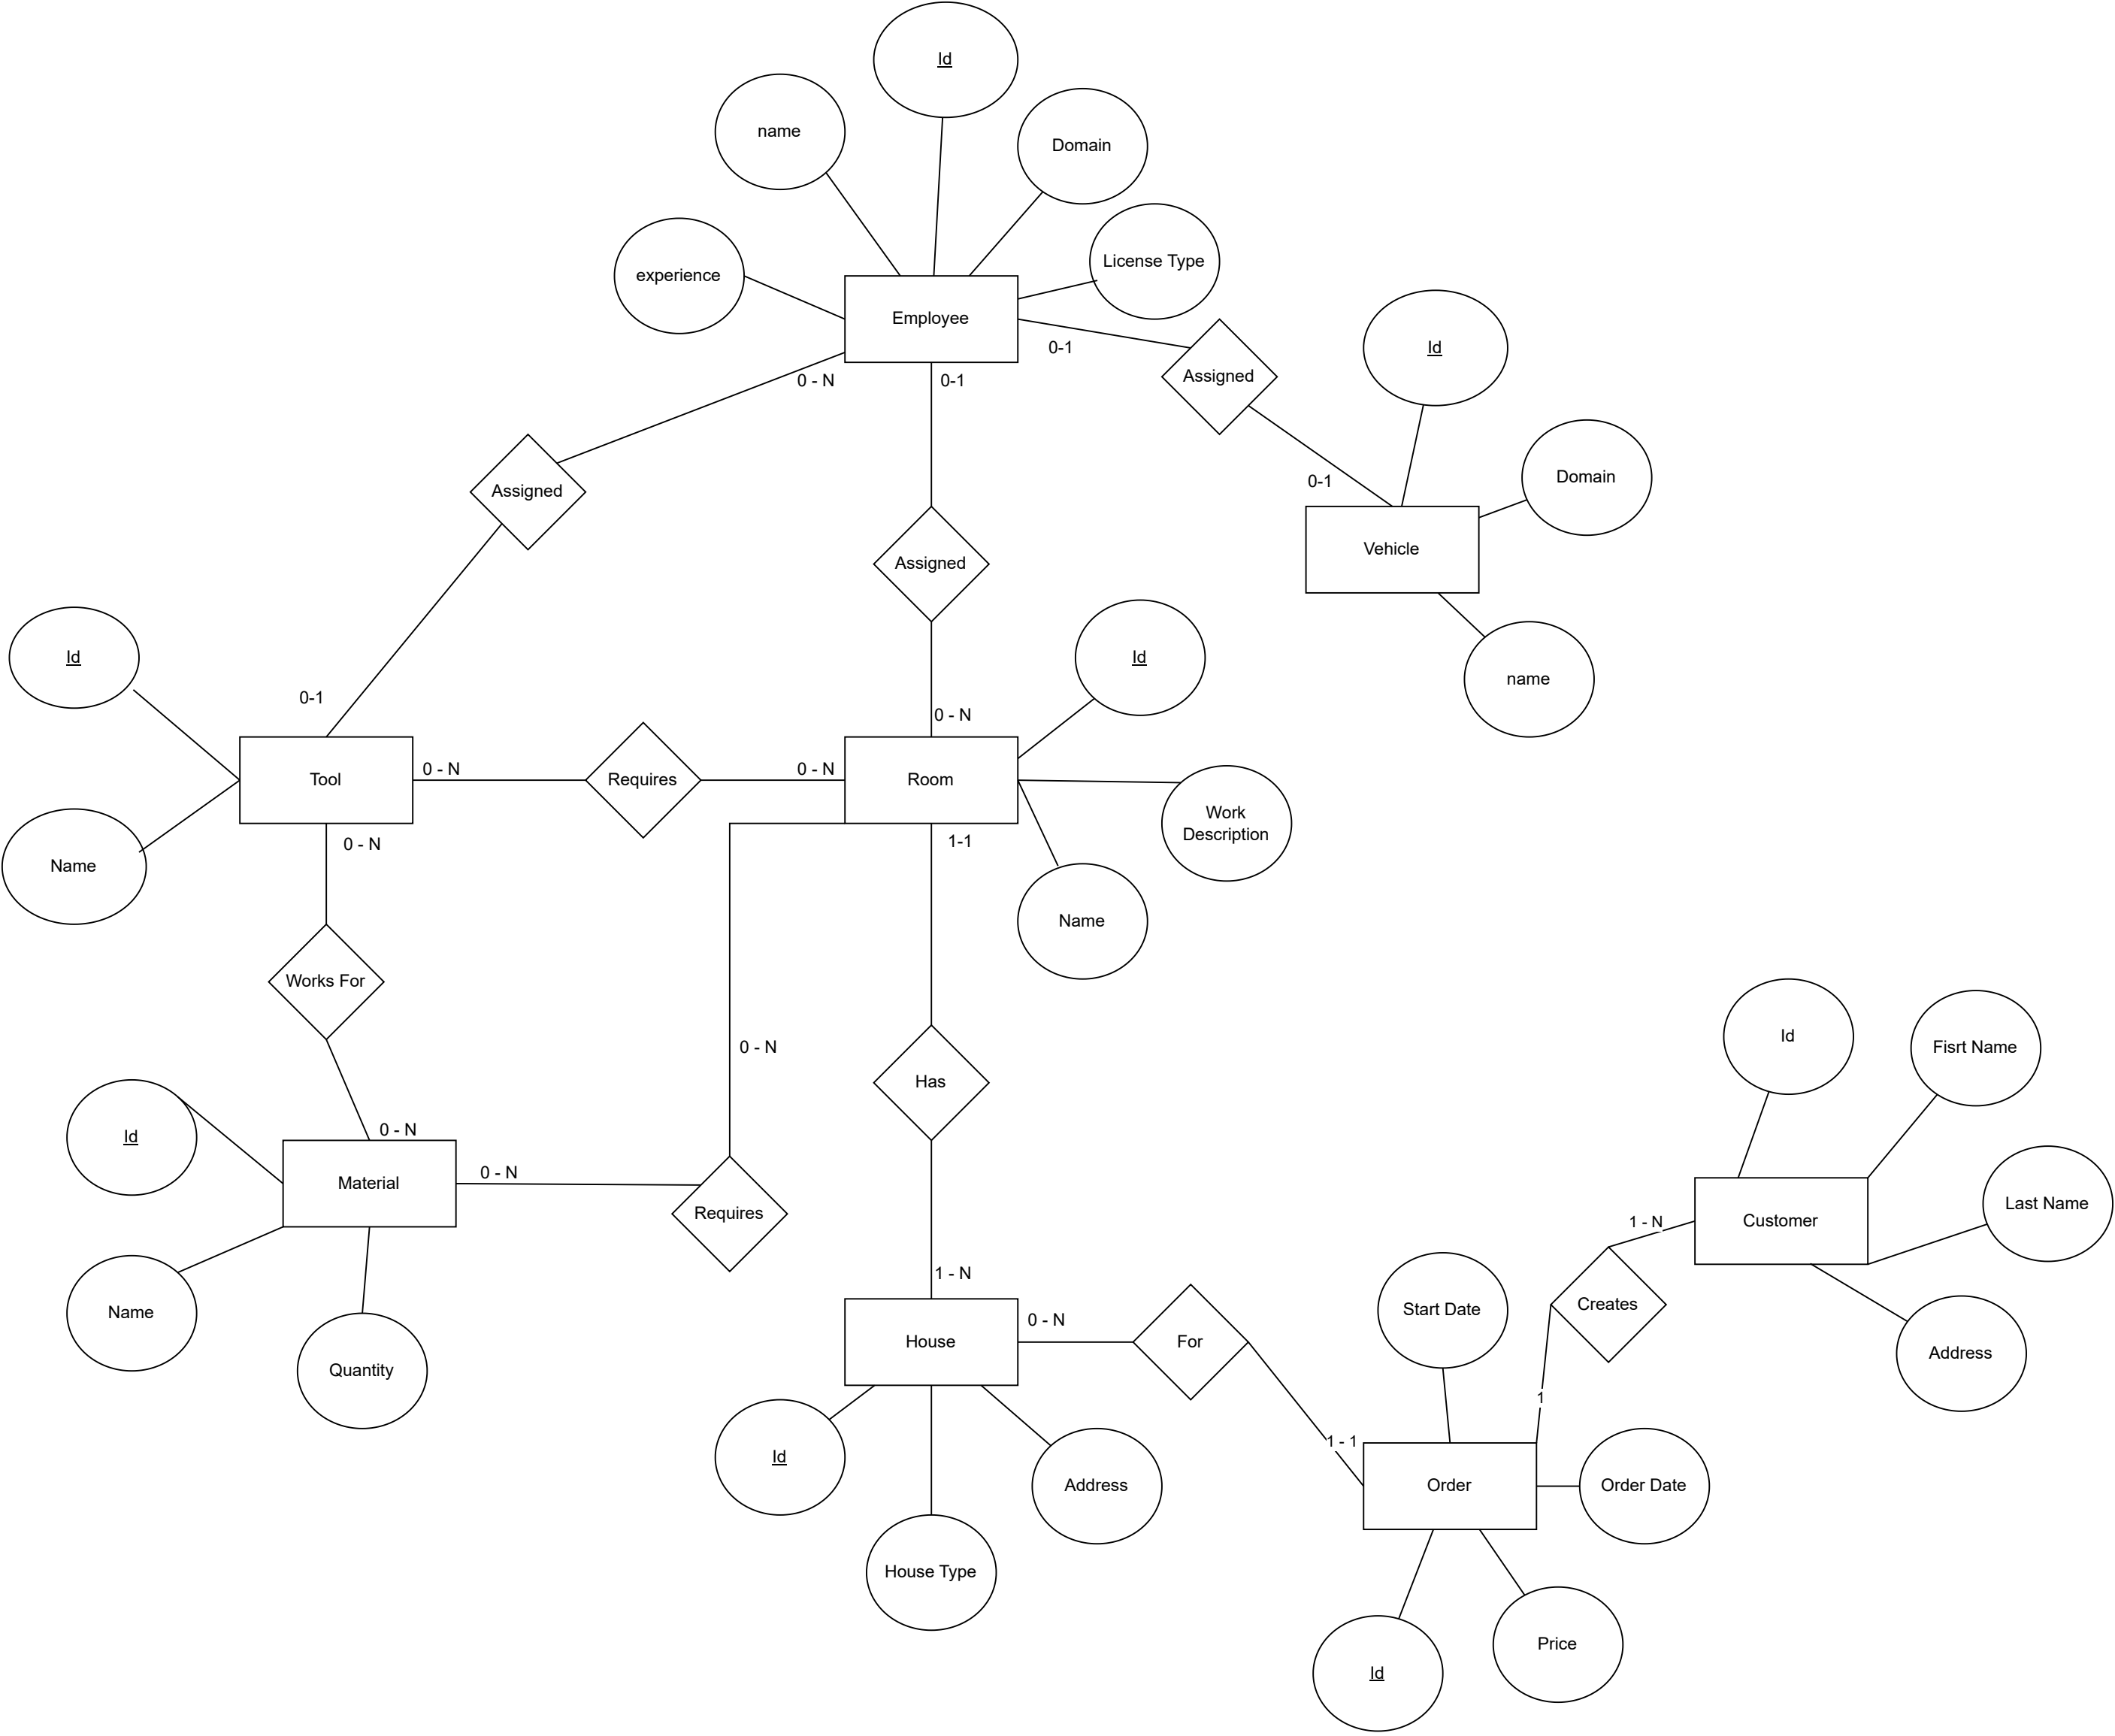 Id
name
Domain
License Type
experience
Employee
0-1
0 - N
0-1
Assigned
Id
Domain
0-1
Assigned
Assigned
Vehicle
name
Id
0-1
0 - N
Id
Tool
0 - N
Requires
0 - N
Room
Work
Description
Name
0 - N
1-1
Name
Works For
0 - N
Has
Id
Fisrt Name
Id
0 - N
Material
0 - N
Requires
Last Name
1 - N
Customer
Name
Quantity
1 - N
House
0 - N
For
Start Date
Creates
Address
1
1 - 1
Id
Address
Order
Order Date
House Type
Id
Price